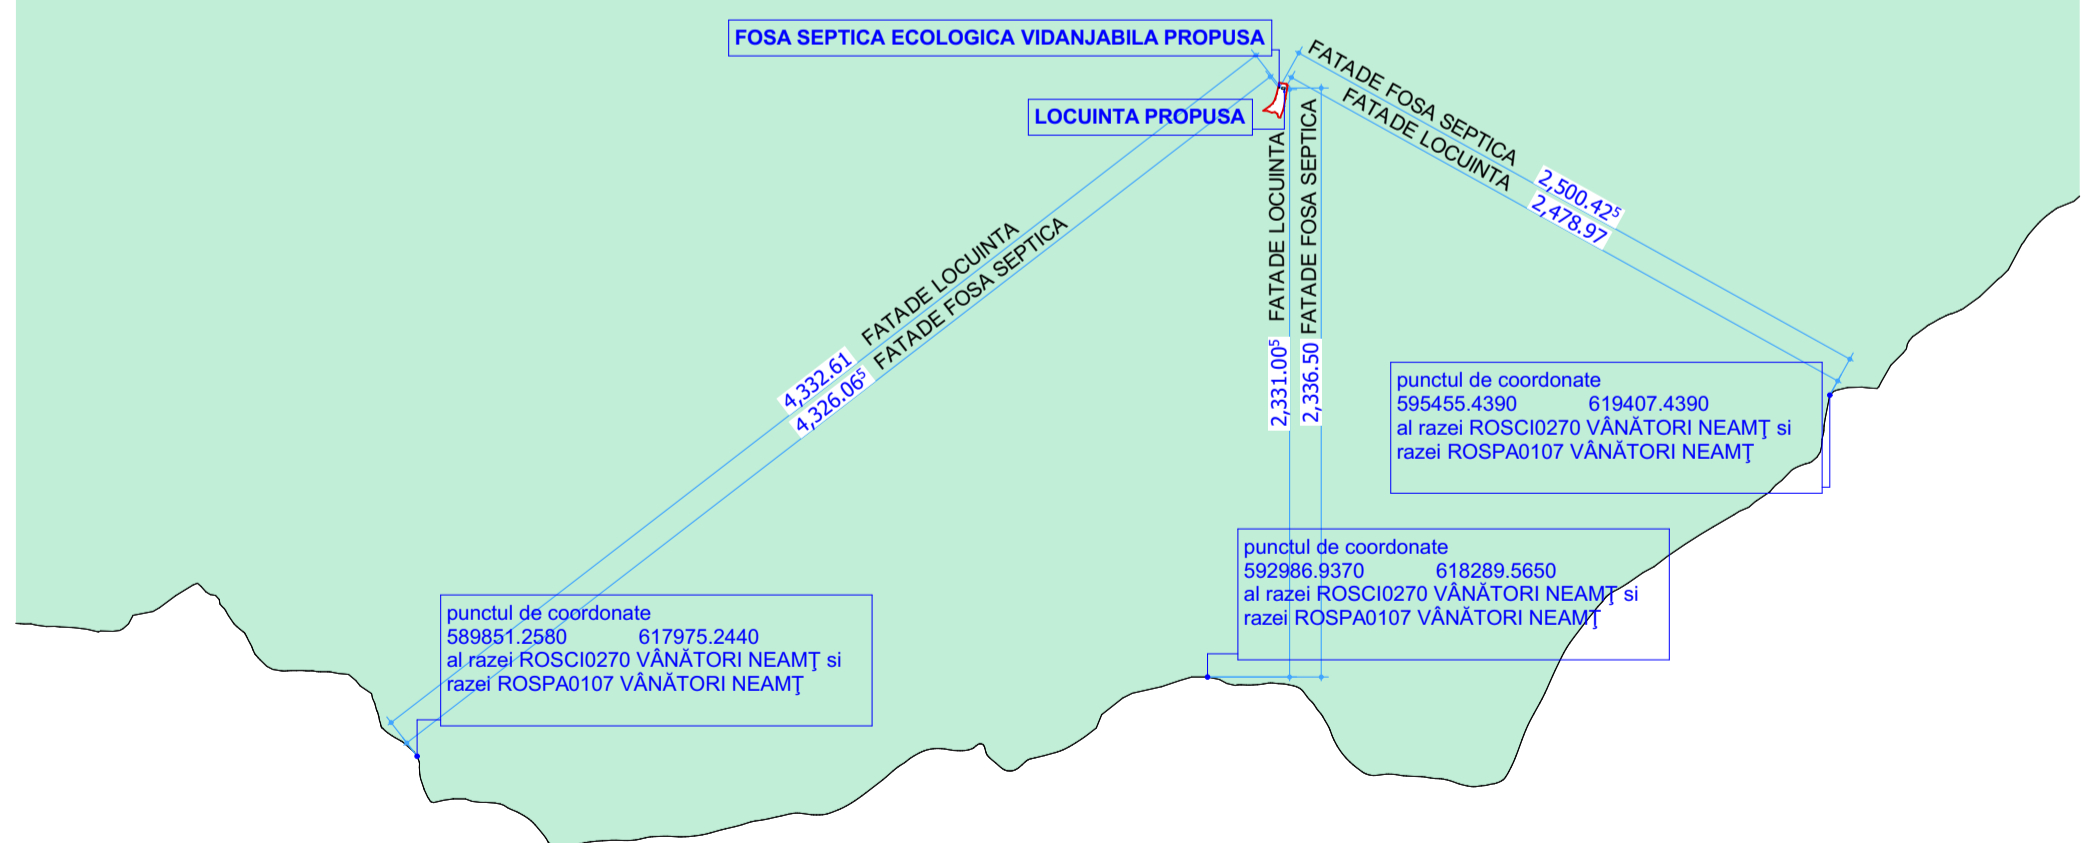 FOSA SEPTICA ECOLOGICA VIDANJABILA PROPUSA
LOCUINTA PROPUSA
FATADE FOSA SEPTICA
FATADE LOCUINTA
2,500.42⁵
2,478.97
FATADE LOCUINTA
FATADE FOSA SEPTICA
4,332.61
4,326.06⁵
FATADE LOCUINTA
2,331.00⁵
FATADE FOSA SEPTICA
2,336.50
punctul de coordonate
595455.4390 619407.4390
al razei ROSCI0270 VÂNĂTORI NEAMŢ si
razei ROSPA0107 VÂNĂTORI NEAMŢ
punctul de coordonate
592986.9370 618289.5650
al razei ROSCI0270 VÂNĂTORI NEAMŢ si
razei ROSPA0107 VÂNĂTORI NEAMŢ
punctul de coordonate
589851.2580 617975.2440
al razei ROSCI0270 VÂNĂTORI NEAMŢ si
razei ROSPA0107 VÂNĂTORI NEAMŢ